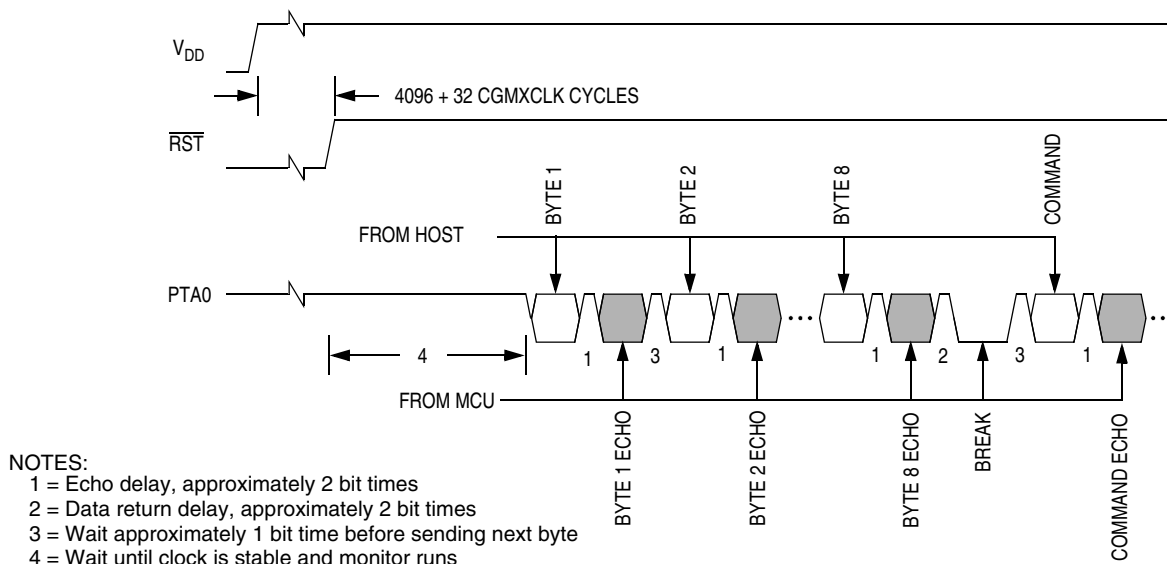 VDD
4096 + 32 CGMXCLK CYCLES
RST
BYTE 1
BYTE 2
BYTE 8
COMMAND
FROM HOST
PTA0
...
...
4
1
3
1
1
2
3
1
FROM MCU
BYTE 1 ECHO
BYTE 2 ECHO
BYTE 8 ECHO
BREAK
COMMAND ECHO
NOTES:
1 = Echo delay, approximately 2 bit times
2 = Data return delay, approximately 2 bit times
3 = Wait approximately 1 bit time before sending next byte
4 = Wait until clock is stable and monitor runs